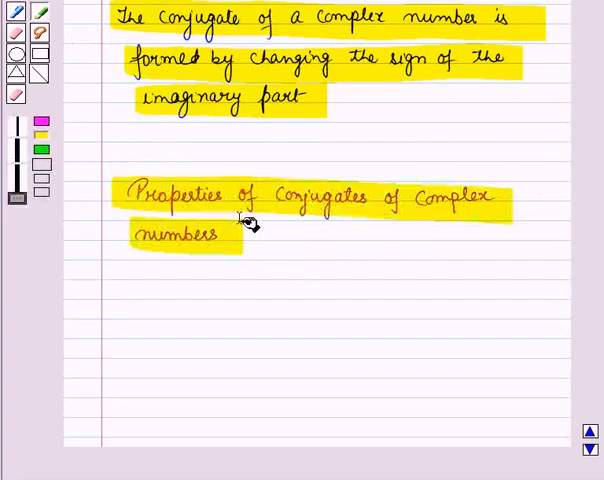 The conjugate of a complex number is
formed by changing the sign of the
imaginary part
Properties of Conjugates of Complex
numbers